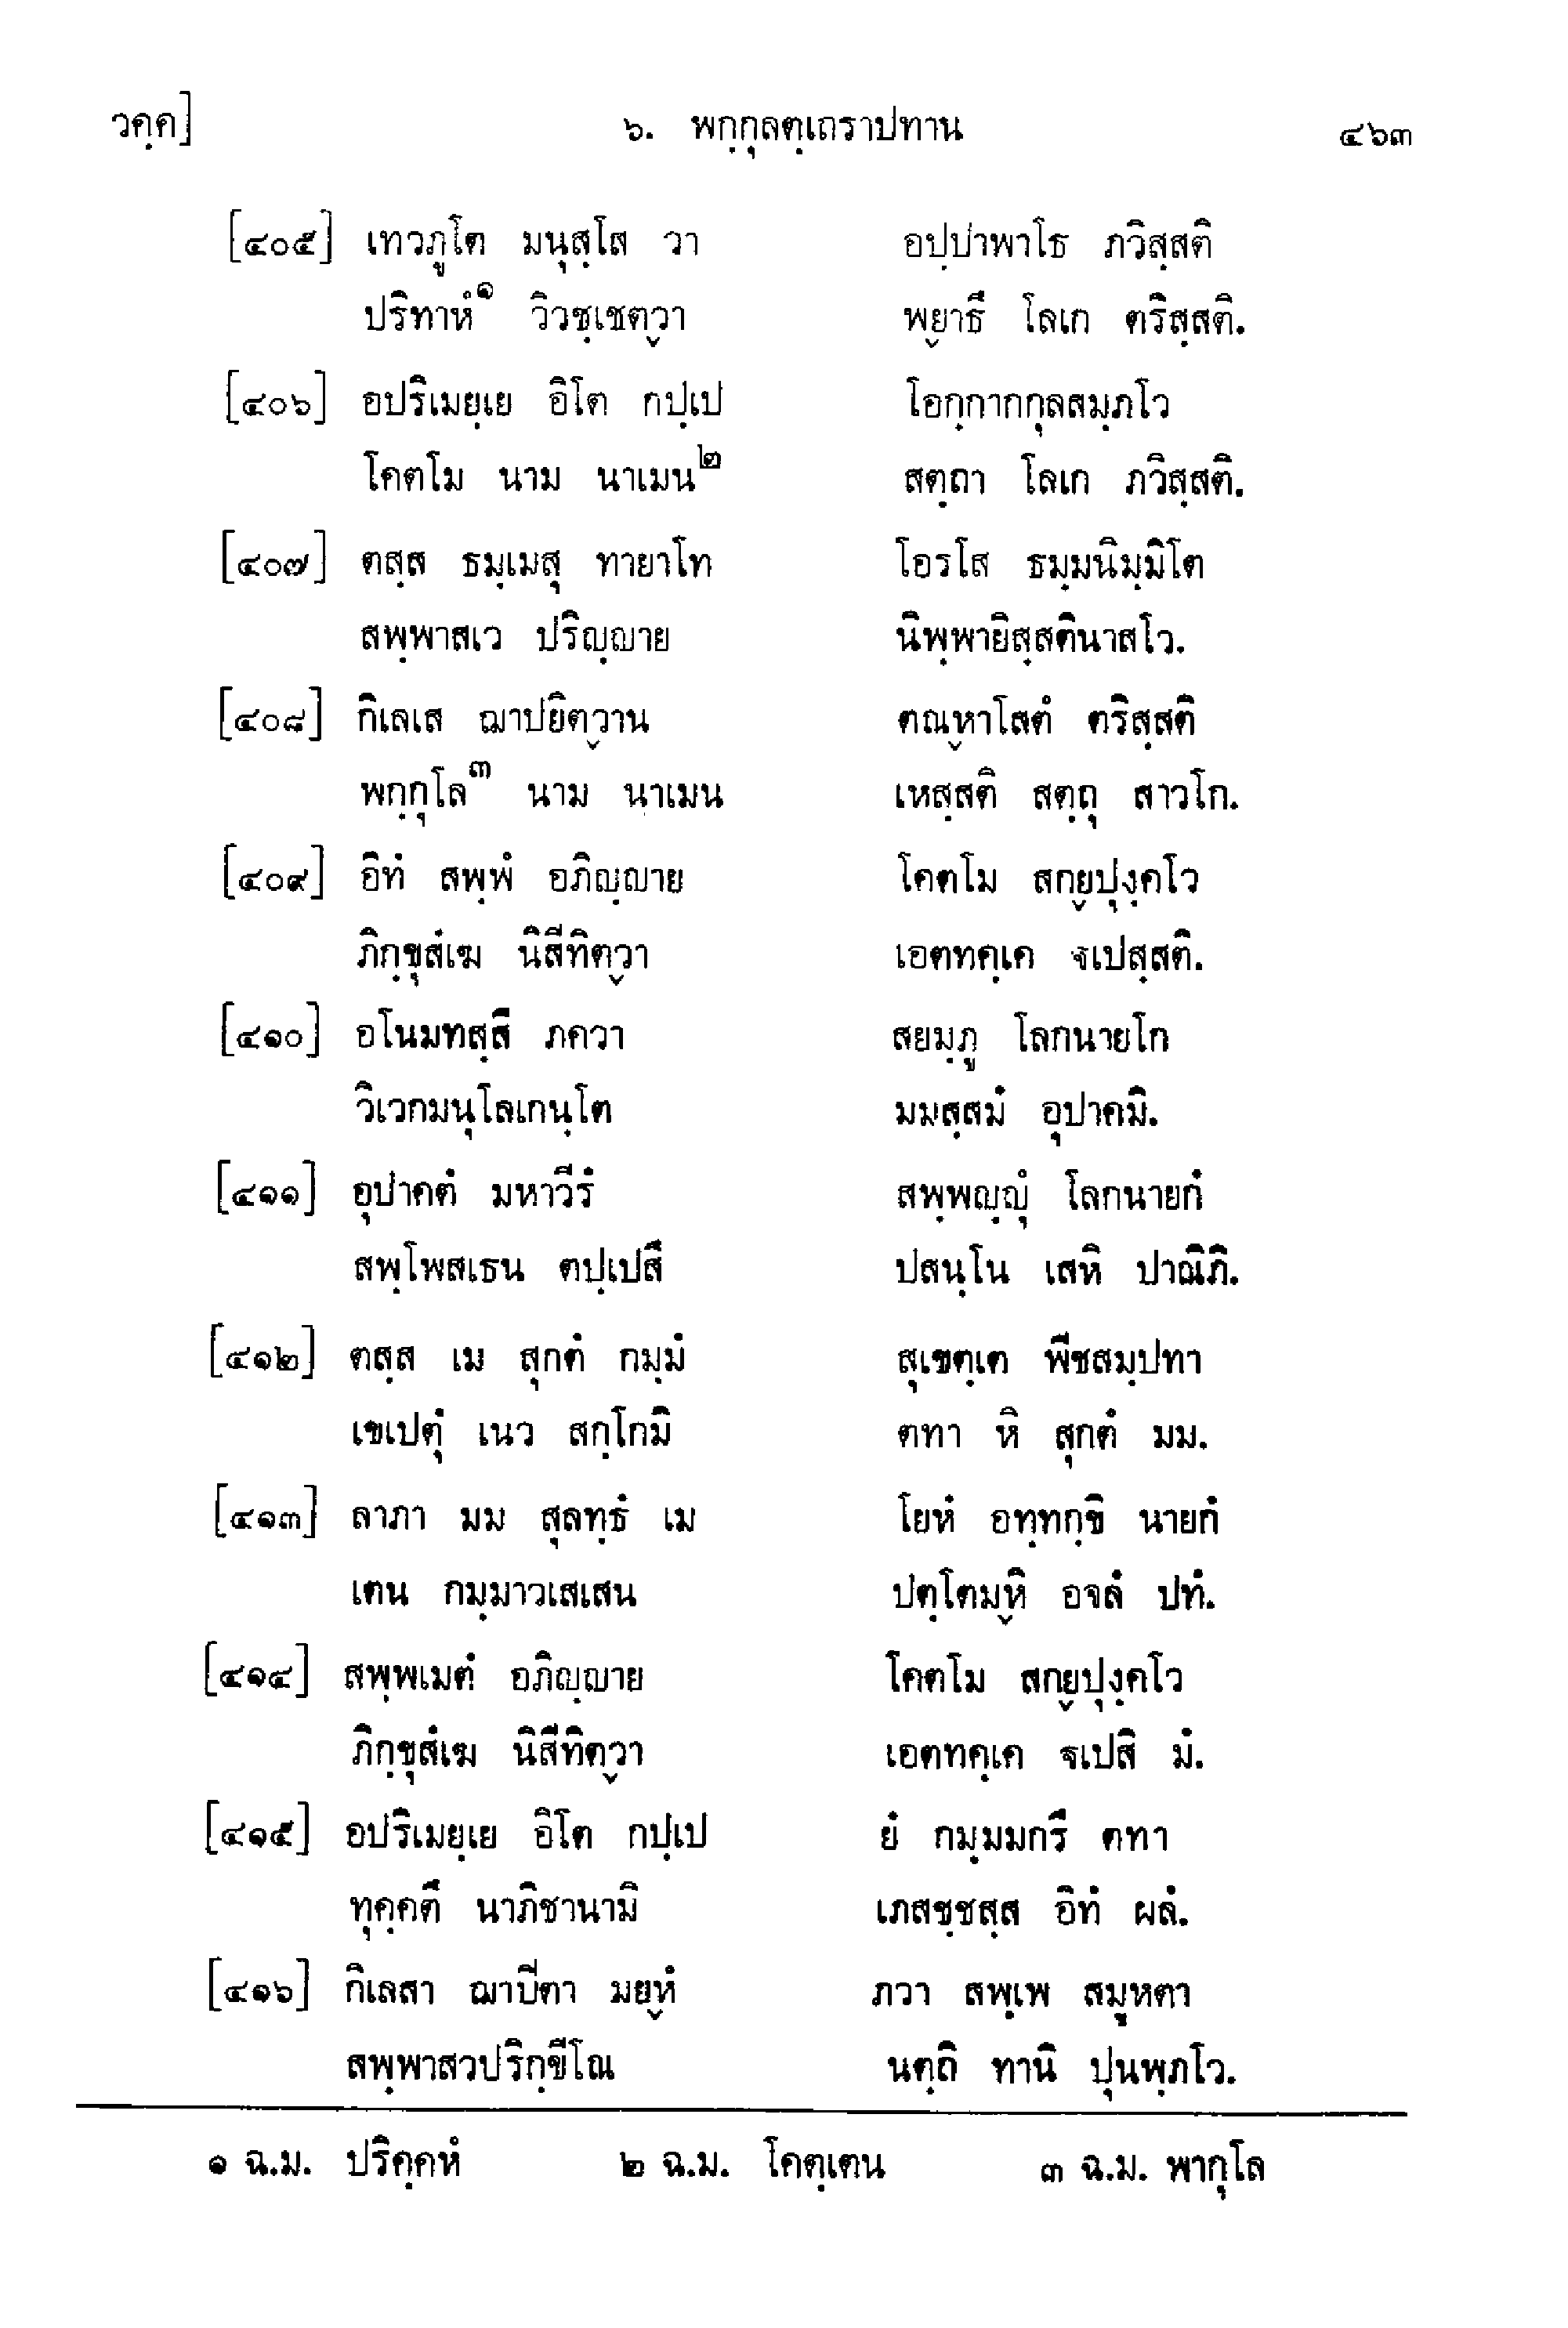 วคฺค] ๖. พกฺกุลตฺเถราปทาน ๔๖๓
[๔๐๕] เทวภูโต มนุสฺโส วา อปฺปาพาโธ ภวิสฺสติ
ปริทาหํ๑ วิวชฺเชตฺวา พฺยาธึ โลเก ตริสฺสติ.
[๔๐๖] อปริเมยฺเย อิโต กปฺเป โอกฺกากกุลสมฺภโว
โคตโม นาม นาเมน๒ สตฺถา โลเก ภวิสฺสติ.
[๔๐๗] ตสฺส ธมฺเมสุ ทายาโท โอรโส ธมฺมนิมฺมิโต
สพฺพาสเว ปริญฺญาย นิพฺพายิสฺสตินาสโว.
[๔๐๘] กิเลเส ฌาปยิตฺวาน ตณฺหาโสตํ ตริสฺสติ
พกฺกุโล๓ นาม นาเมน เหสฺสติ สตฺถุ สาวโก.
[๔๐๙] อิทํ สพฺพํ อภิญฺญาย โคตโม สกฺยปุงฺคโว
ภิกฺขุสํเฆ นิสีทิตฺวา เอตทคฺเค ฐเปสฺสติ.
[๔๑๐] อโนมทสฺสี ภควา สยมฺภู โลกนายโก
วิเวกมนุโลเกนฺโต มมสฺสมํ อุปาคมิ.
[๔๑๑] อุปาคตํ มหาวีรํ สพฺพญฺญุํ โลกนายกํ
สพฺโพสเธน ตปฺเปสึ ปสนฺโน เสหิ ปาณิภิ.
[๔๑๒] ตสฺส เม สุกตํ กมฺมํ สุเขตฺเต พีชสมฺปทา
เขเปตุํ เนว สกฺโกมิ ตทา หิ สุกตํ มม.
[๔๑๓] ลาภา มม สุลทฺธํ เม โยหํ อทฺทกฺขึ นายกํ
เตน กมฺมาวเสเสน ปตฺโตมฺหิ อจลํ ปทํ.
[๔๑๔] สพฺพเมตํ อภิญฺญาย โคตโม สกฺยปุงฺคโว
ภิกฺขุสํเฆ นิสีทิตฺวา เอตทคฺเค ฐเปสิ มํ.
[๔๑๕] อปริเมยฺเย อิโต กปฺเป ยํ กมฺมมกรึ ตทา
ทุคฺคตึ นาภิชานามิ เภสชฺชสฺส อิทํ ผลํ.
[๔๑๖] กิเลสา ฌาปิตา มยฺหํ ภวา สพฺเพ สมูหตา
สพฺพาสวปริกฺขีโณ นตฺถิ ทานิ ปุนพฺภโว.
๑ ฉ.ม. ปริคฺคหํ ๒ ฉ.ม. โคตฺเตน ๓ ฉ.ม. พากุโล